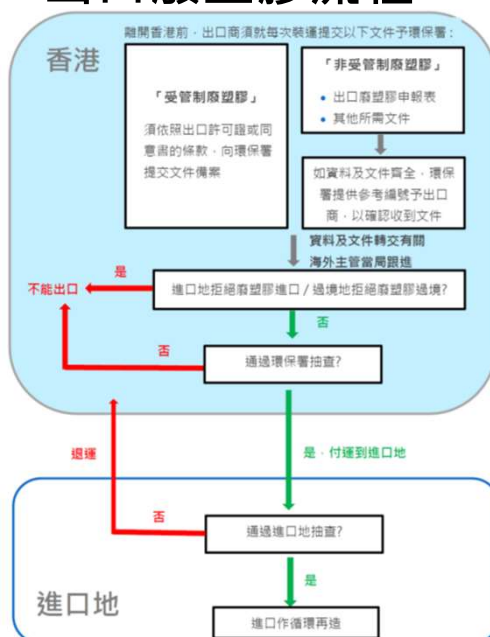 離開香港前，出口商須就每次裝運提交以下文件予環保署：
香港
「受管制廢塑膠」
須依照出口許可證或同
意書的條款，向環保署
提交文件備案
「非受管制廢塑膠」
• 出口廢塑膠申報表
• 其他所需文件
如資料及文件齊全，環保
署提供參考編號予出口
商，以確認收到文件
資料及文件轉交有關
海外主管當局跟進
進口地拒絕廢塑膠進口 / 過境地拒絕廢塑膠過境?
是
不能出口
否
通過環保署抽查?
否
退運
是，付運到進口地
進口地
通過進口地抽查?
否
是
進口作循環再造